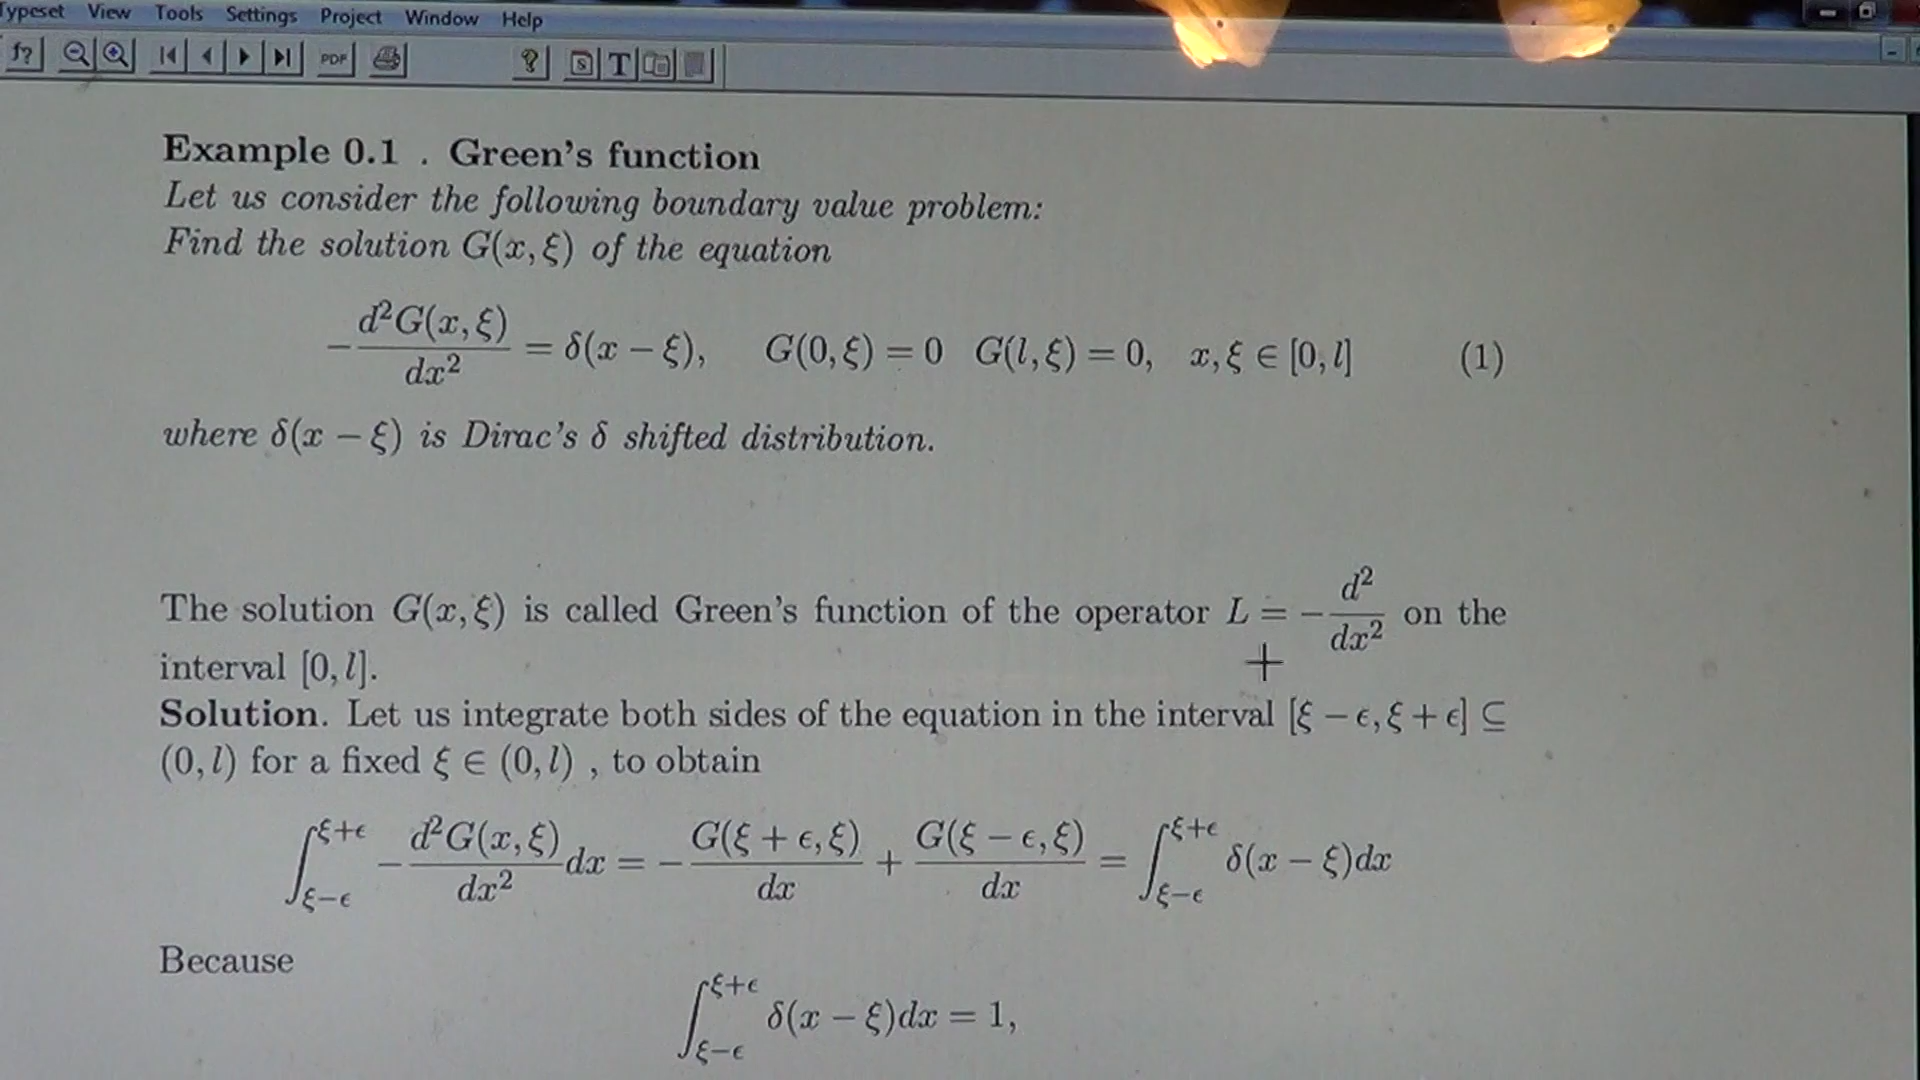 Typeset View Tools Settings Project Window Help
f? PDF ? S T
Example 0.1 . Green's function
Let us consider the following boundary value problem:
Find the solution G(x, ξ) of the equation
−d²G(x, ξ)/dx² = δ(x − ξ), G(0, ξ) = 0 G(l, ξ) = 0, x, ξ ∈ [0, l] (1)
where δ(x − ξ) is Dirac's δ shifted distribution.
The solution G(x, ξ) is called Green's function of the operator L = −d²/dx² on the
interval [0, l].
Solution. Let us integrate both sides of the equation in the interval [ξ − ϵ, ξ + ϵ] ⊆
(0, l) for a fixed ξ ∈ (0, l) , to obtain
∫_{ξ−ϵ}^{ξ+ϵ} −d²G(x, ξ)/dx² dx = −G(ξ + ϵ, ξ)/dx + G(ξ − ϵ, ξ)/dx = ∫_{ξ−ϵ}^{ξ+ϵ} δ(x − ξ)dx
Because
∫_{ξ−ϵ}^{ξ+ϵ} δ(x − ξ)dx = 1,